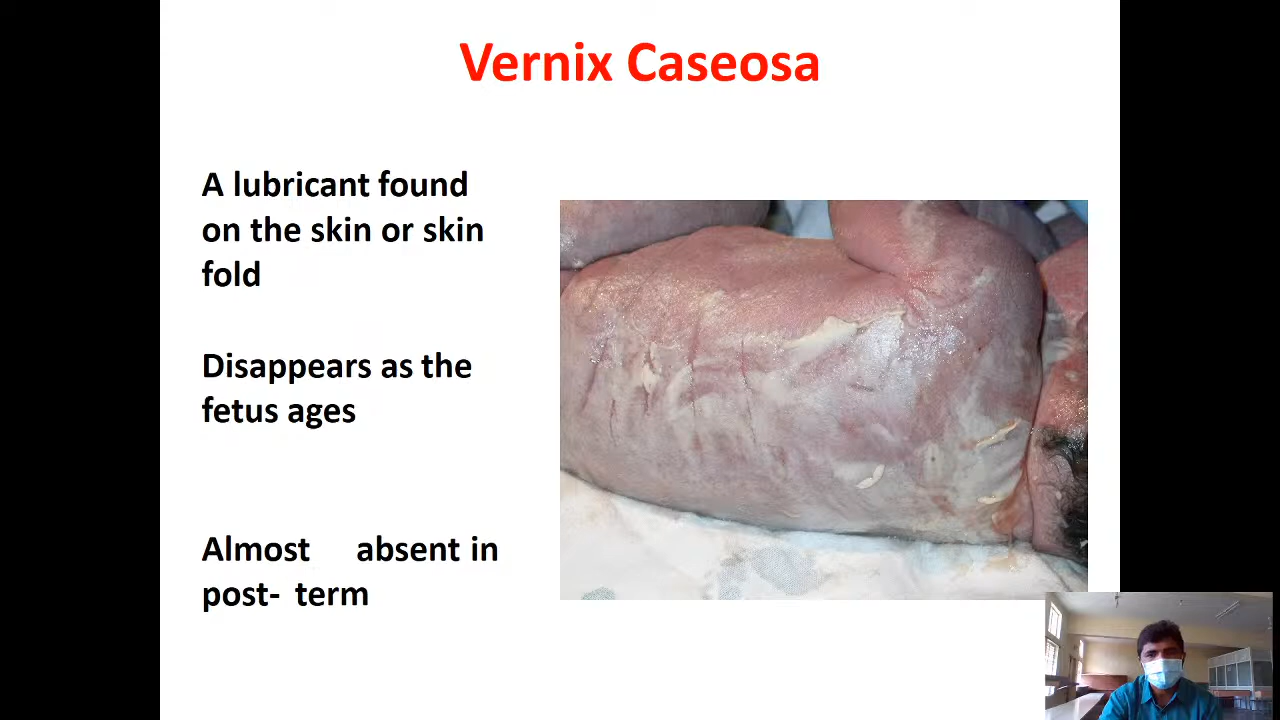 Vernix Caseosa
A lubricant found
on the skin or skin
fold
Disappears as the
fetus ages
Almost absent in
post- term